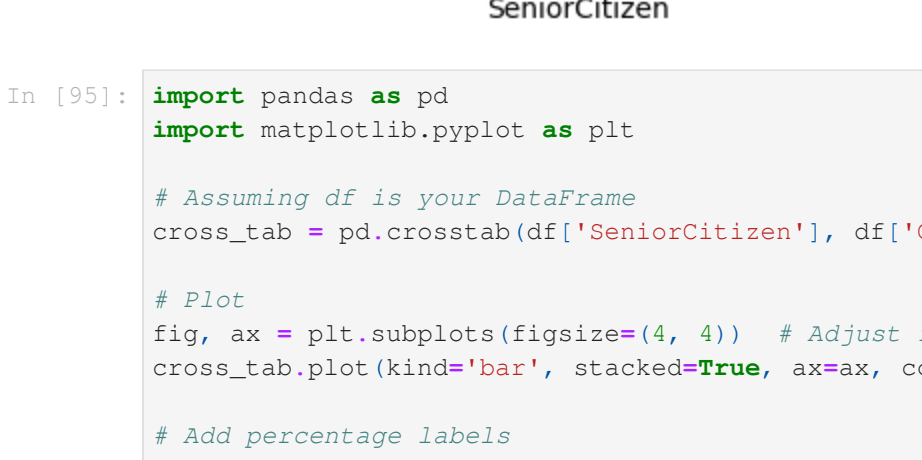 SeniorCitizen
In [95]: import pandas as pd
import matplotlib.pyplot as plt
# Assuming df is your DataFrame
cross_tab = pd.crosstab(df['SeniorCitizen'], df['
# Plot
fig, ax = plt.subplots(figsize=(4, 4))  # Adjust
cross_tab.plot(kind='bar', stacked=True, ax=ax,
# Add percentage labels